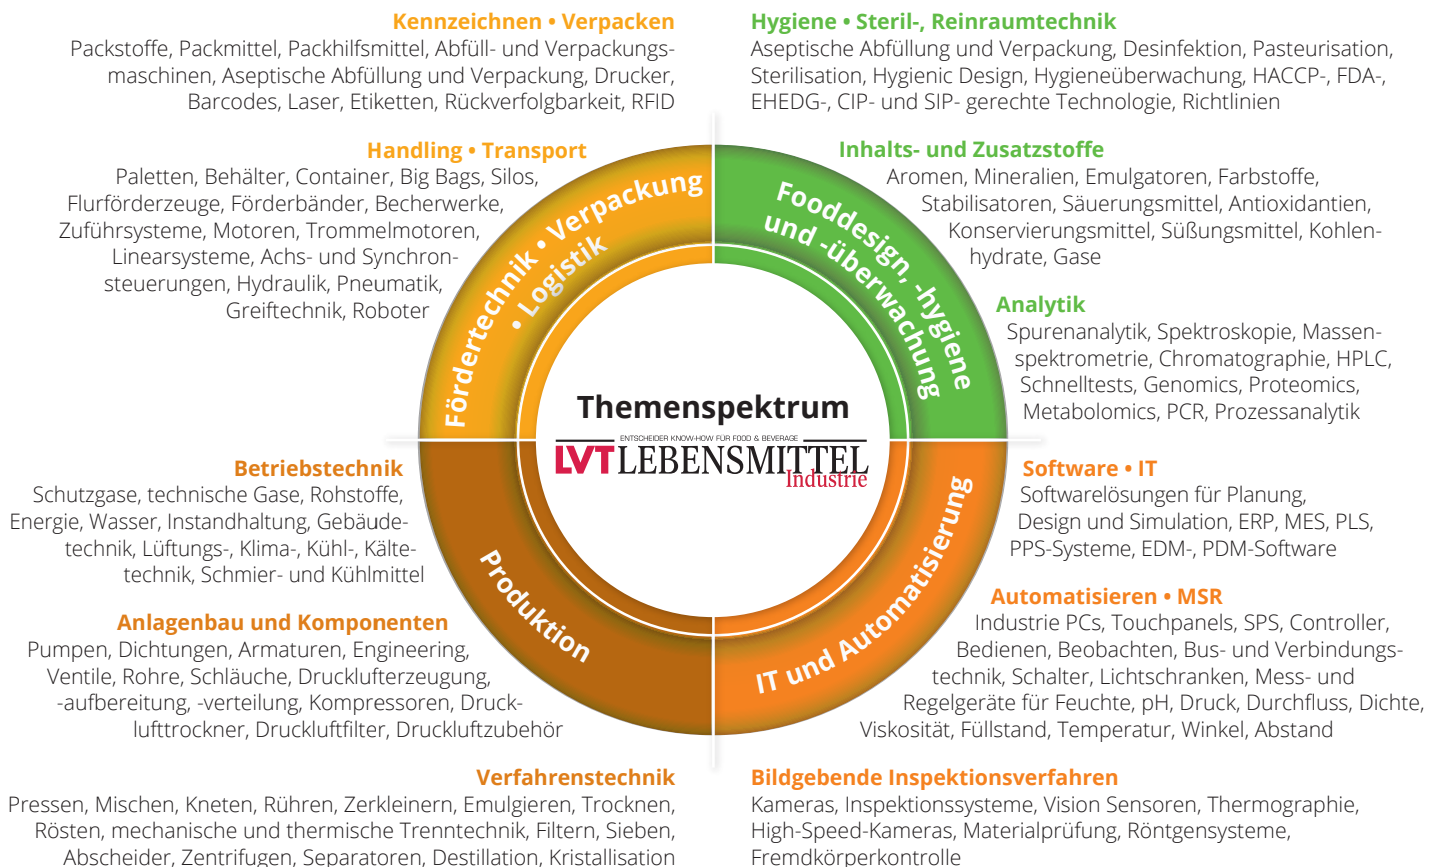 Kennzeichnen • Verpacken
Packstoffe, Packmittel, Packhilfsmittel, Abfüll- und Verpackungs-
maschinen, Aseptische Abfüllung und Verpackung, Drucker,
Barcodes, Laser, Etiketten, Rückverfolgbarkeit, RFID
Hygiene • Steril-, Reinraumtechnik
Aseptische Abfüllung und Verpackung, Desinfektion, Pasteurisation,
Sterilisation, Hygienic Design, Hygieneüberwachung, HACCP-, FDA-,
EHEDG-, CIP- und SIP- gerechte Technologie, Richtlinien
Handling • Transport
Paletten, Behälter, Container, Big Bags, Silos,
Flurförderzeuge, Förderbänder, Becherwerke,
Zuführsysteme, Motoren, Trommelmotoren,
Linearsysteme, Achs- und Synchron-
steuerungen, Hydraulik, Pneumatik,
Greiftechnik, Roboter
Inhalts- und Zusatzstoffe
Aromen, Mineralien, Emulgatoren, Farbstoffe,
Stabilisatoren, Säuerungsmittel, Antioxidantien,
Konservierungsmittel, Süßungsmittel, Kohlen-
hydrate, Gase
Analytik
Spurenanalytik, Spektroskopie, Massen-
spektrometrie, Chromatographie, HPLC,
Schnelltests, Genomics, Proteomics,
Metabolomics, PCR, Prozessanalytik
Fördertechnik • Verpackung
• Logistik
Fooddesign, -hygiene
und -überwachung
Themenspektrum
ENTSCHEIDER KNOW-HOW FÜR FOOD & BEVERAGE
LVT LEBENSMITTEL
Industrie
Produktion
IT und Automatisierung
Betriebstechnik
Schutzgase, technische Gase, Rohstoffe,
Energie, Wasser, Instandhaltung, Gebäude-
technik, Lüftungs-, Klima-, Kühl-, Kälte-
technik, Schmier- und Kühlmittel
Software • IT
Softwarelösungen für Planung,
Design und Simulation, ERP, MES, PLS,
PPS-Systeme, EDM-, PDM-Software
Anlagenbau und Komponenten
Pumpen, Dichtungen, Armaturen, Engineering,
Ventile, Rohre, Schläuche, Drucklufterzeugung,
-aufbereitung, -verteilung, Kompressoren, Druck-
lufttrockner, Druckluftfilter, Druckluftzubehör
Automatisieren • MSR
Industrie PCs, Touchpanels, SPS, Controller,
Bedienen, Beobachten, Bus- und Verbindungs-
technik, Schalter, Lichtschranken, Mess- und
Regelgeräte für Feuchte, pH, Druck, Durchfluss, Dichte,
Viskosität, Füllstand, Temperatur, Winkel, Abstand
Verfahrenstechnik
Pressen, Mischen, Kneten, Rühren, Zerkleinern, Emulgieren, Trocknen,
Rösten, mechanische und thermische Trenntechnik, Filtern, Sieben,
Abscheider, Zentrifugen, Separatoren, Destillation, Kristallisation
Bildgebende Inspektionsverfahren
Kameras, Inspektionssysteme, Vision Sensoren, Thermographie,
High-Speed-Kameras, Materialprüfung, Röntgensysteme,
Fremdkörperkontrolle